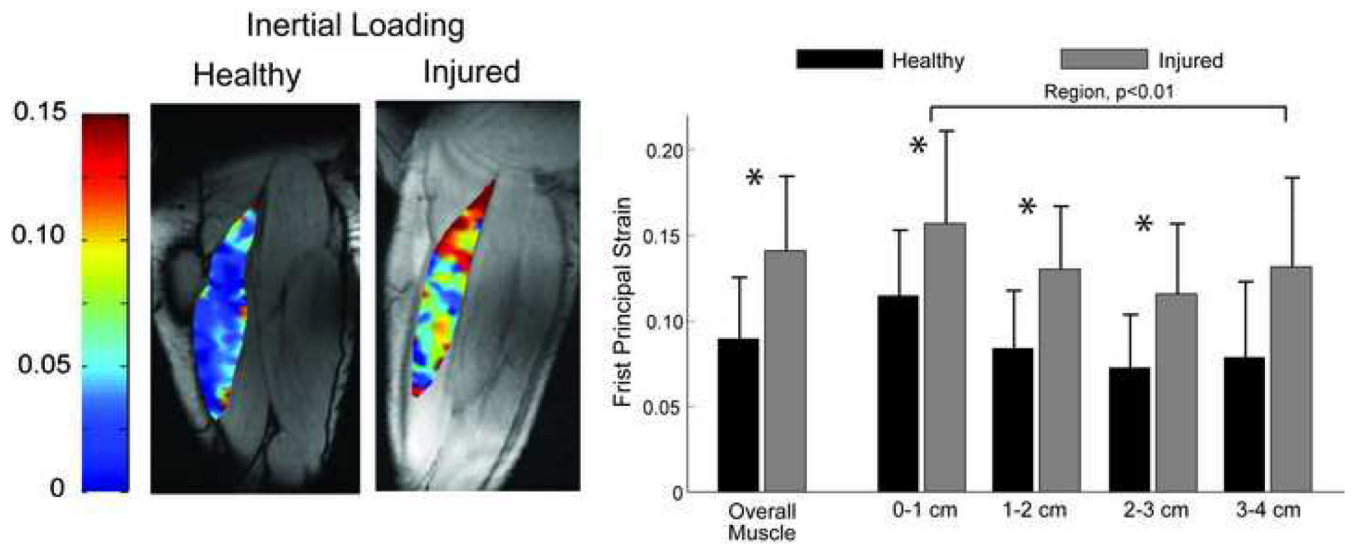 Inertial Loading
Healthy
Injured
0.15
0.10
0.05
0
Healthy
Injured
Region, p<0.01
Frist Principal Strain
0.20
0.15
0.10
0.05
0
*
*
*
*
Overall
Muscle
0-1 cm
1-2 cm
2-3 cm
3-4 cm